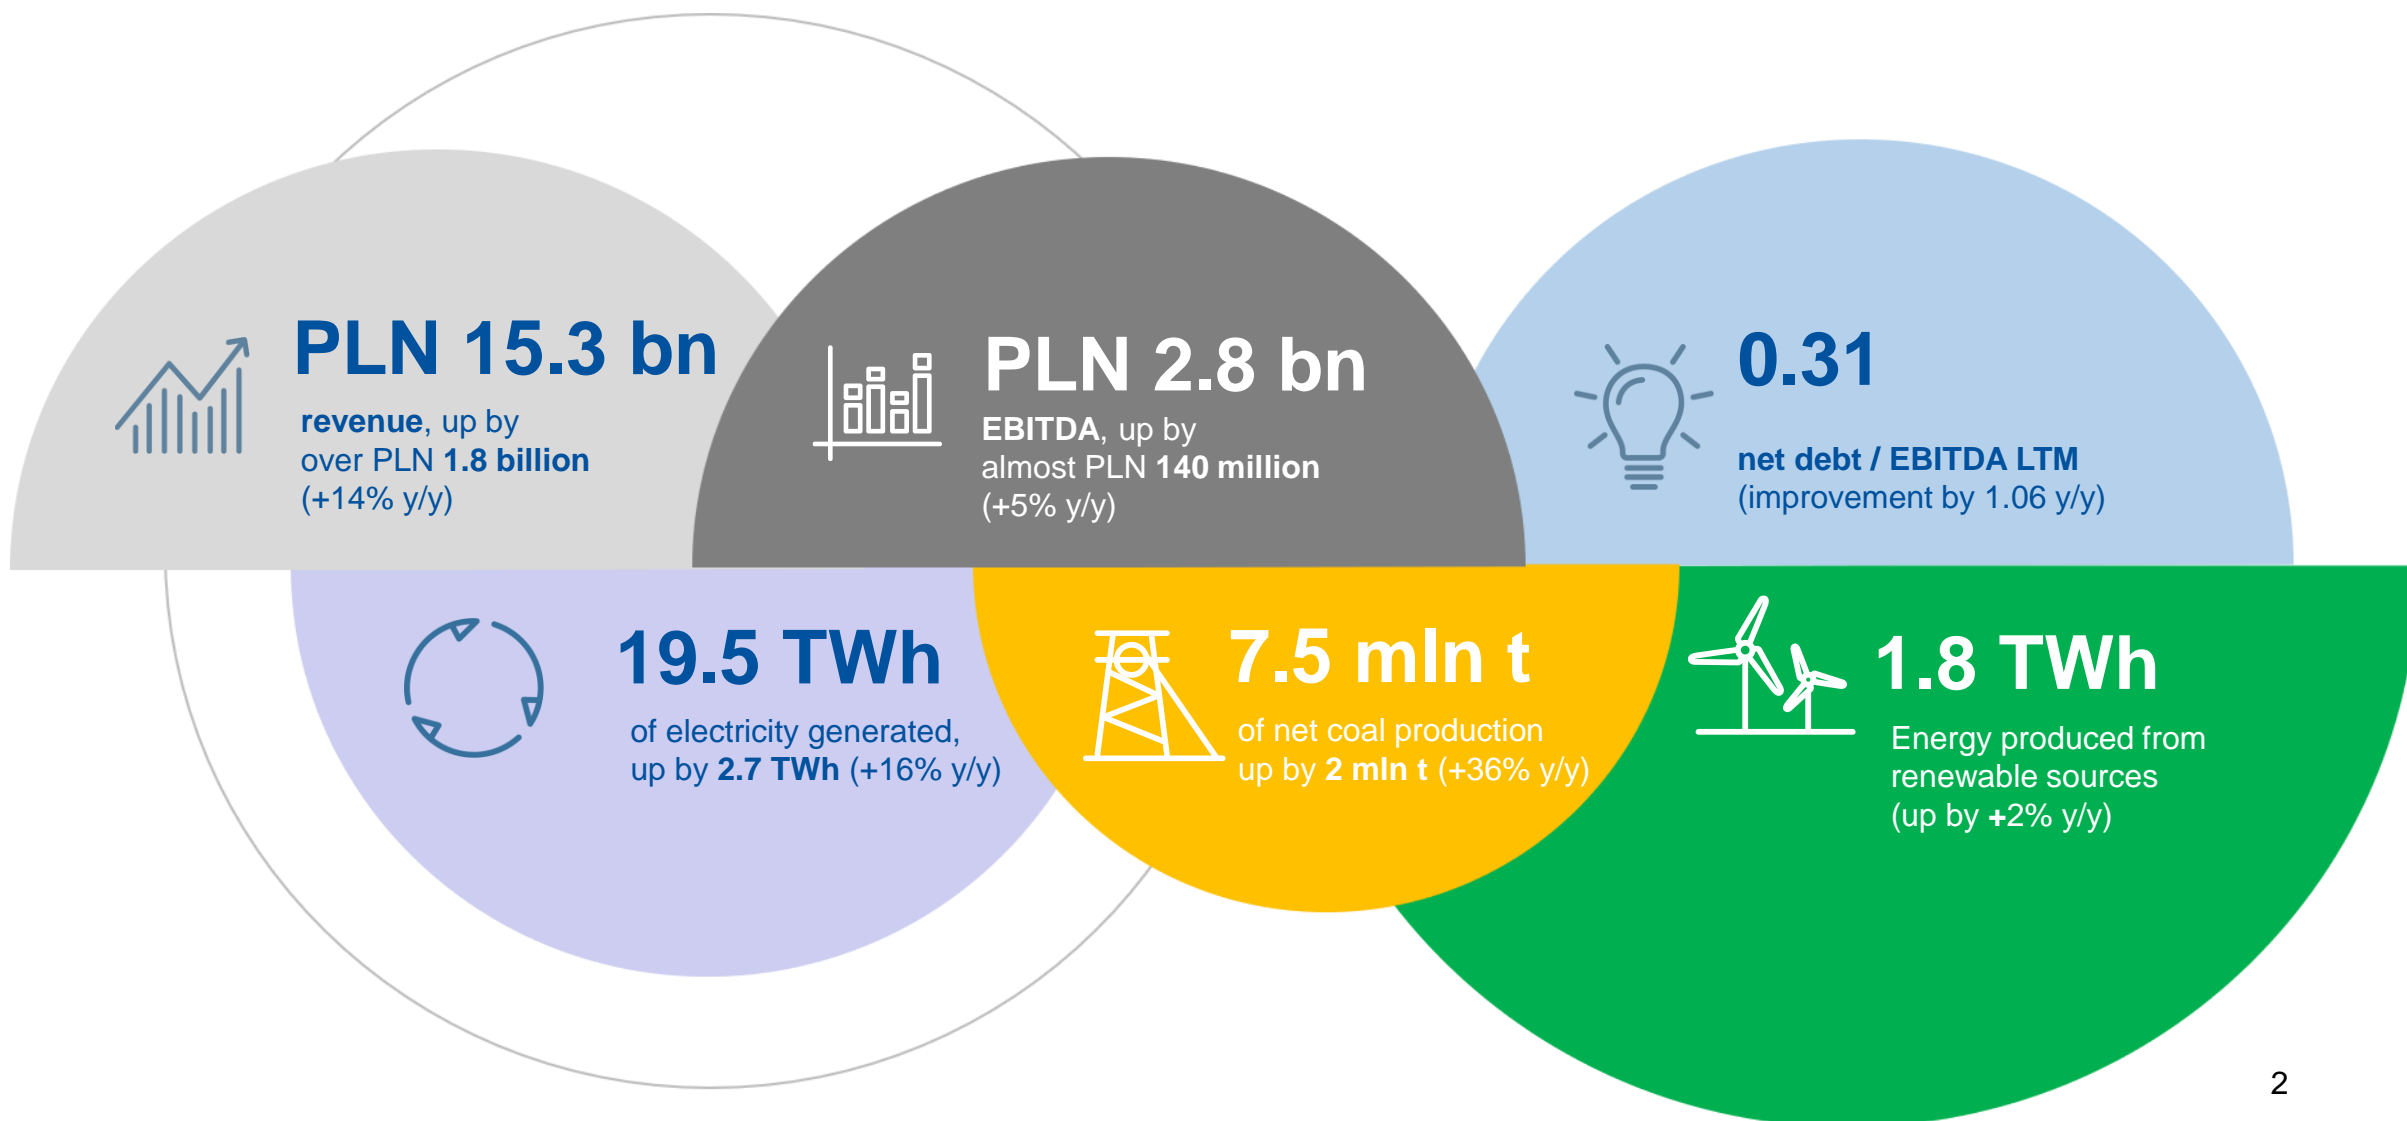 PLN 15.3 bn
revenue, up by
over PLN 1.8 billion
(+14% y/y)
PLN 2.8 bn
EBITDA, up by
almost PLN 140 million
(+5% y/y)
0.31
net debt / EBITDA LTM
(improvement by 1.06 y/y)
19.5 TWh
of electricity generated,
up by 2.7 TWh (+16% y/y)
7.5 mln t
of net coal production
up by 2 mln t (+36% y/y)
1.8 TWh
Energy produced from
renewable sources
(up by +2% y/y)
2